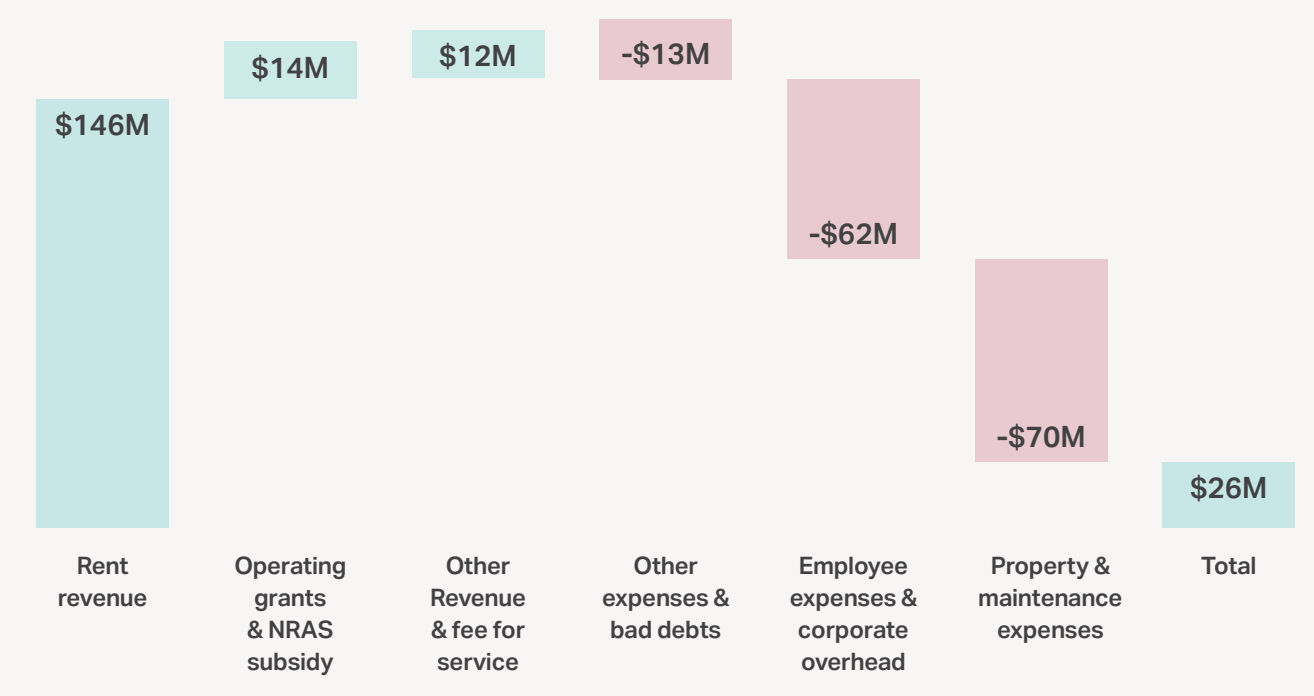 $146M
$14M
$12M
-$13M
-$62M
-$70M
$26M
Rent
revenue
Operating
grants
& NRAS
subsidy
Other
Revenue
& fee for
service
Other
expenses &
bad debts
Employee
expenses &
corporate
overhead
Property &
maintenance
expenses
Total